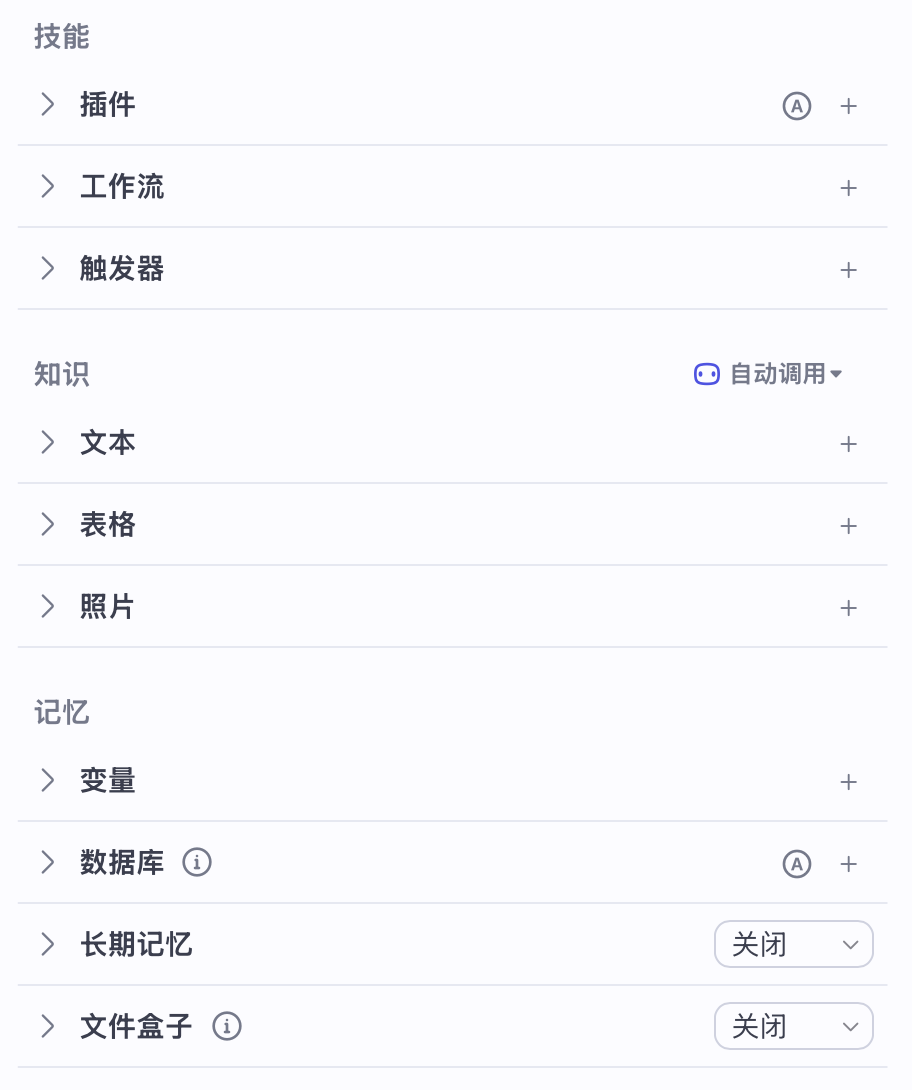 技能
插件 A +
工作流 +
触发器 +
知识 自动调用
文本 +
表格 +
照片 +
记忆
变量 +
数据库 i A +
长期记忆 关闭
文件盒子 i 关闭